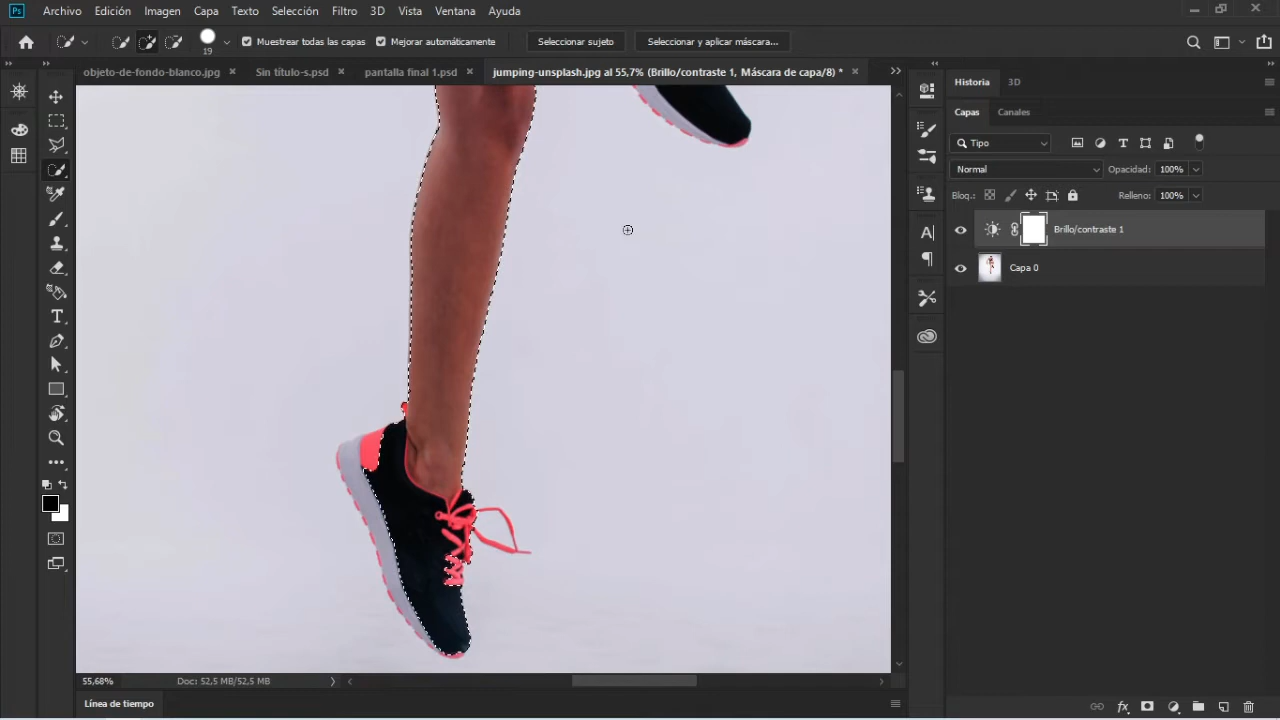 Ps Archivo Edición Imagen Capa Texto Selección Filtro 3D Vista Ventana Ayuda
19 Muestrear todas las capas Mejorar automáticamente Seleccionar sujeto Seleccionar y aplicar máscara...
objeto-de-fondo-blanco.jpg Sin título-s.psd pantalla final 1.psd jumping-unsplash.jpg al 55,7% (Brillo/contraste 1, Máscara de capa/8) *
Historia 3D
Capas Canales
Tipo
Normal Opacidad: 100%
Bloq.: Relleno: 100%
Brillo/contraste 1
Capa 0
55,68% Doc: 52,5 MB/52,5 MB
Línea de tiempo